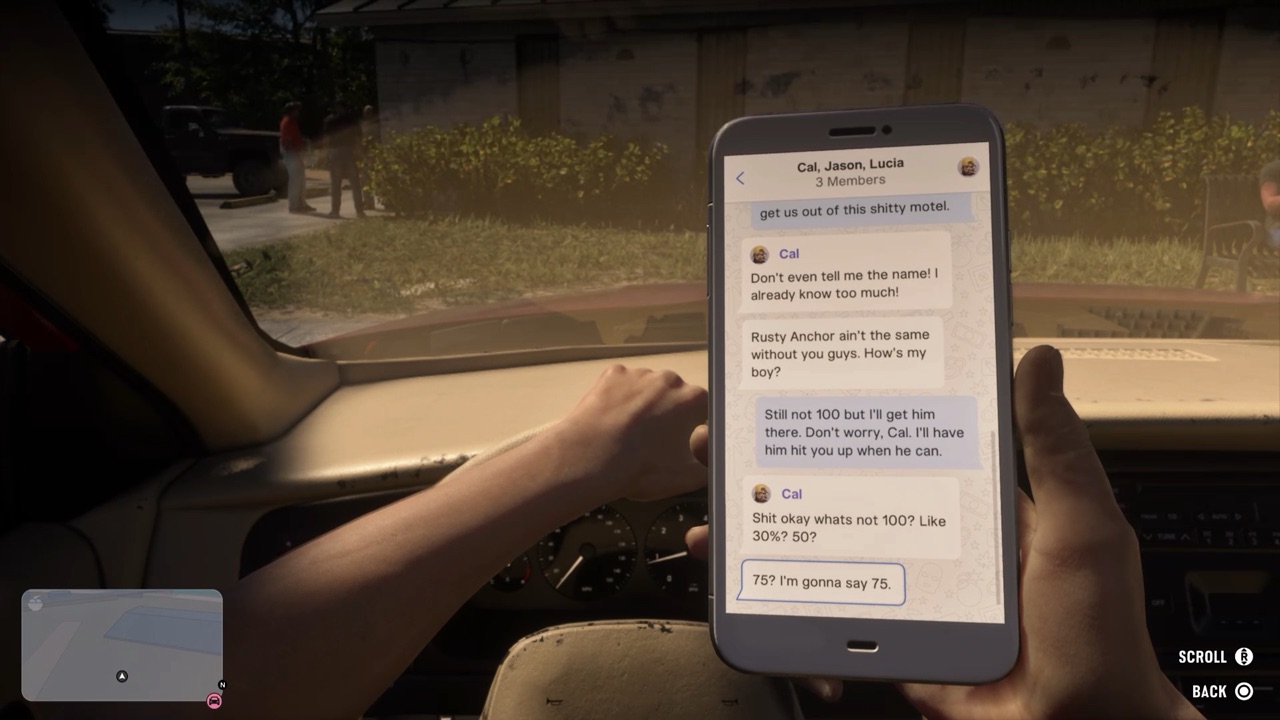 Cal, Jason, Lucia
3 Members
get us out of this shitty motel.
Cal
Don't even tell me the name! I
already know too much!
Rusty Anchor ain't the same
without you guys. How's my
boy?
Still not 100 but I'll get him
there. Don't worry, Cal. I'll have
him hit you up when he can.
Cal
Shit okay whats not 100? Like
30%? 50?
75? I'm gonna say 75.
N
SCROLL R
BACK